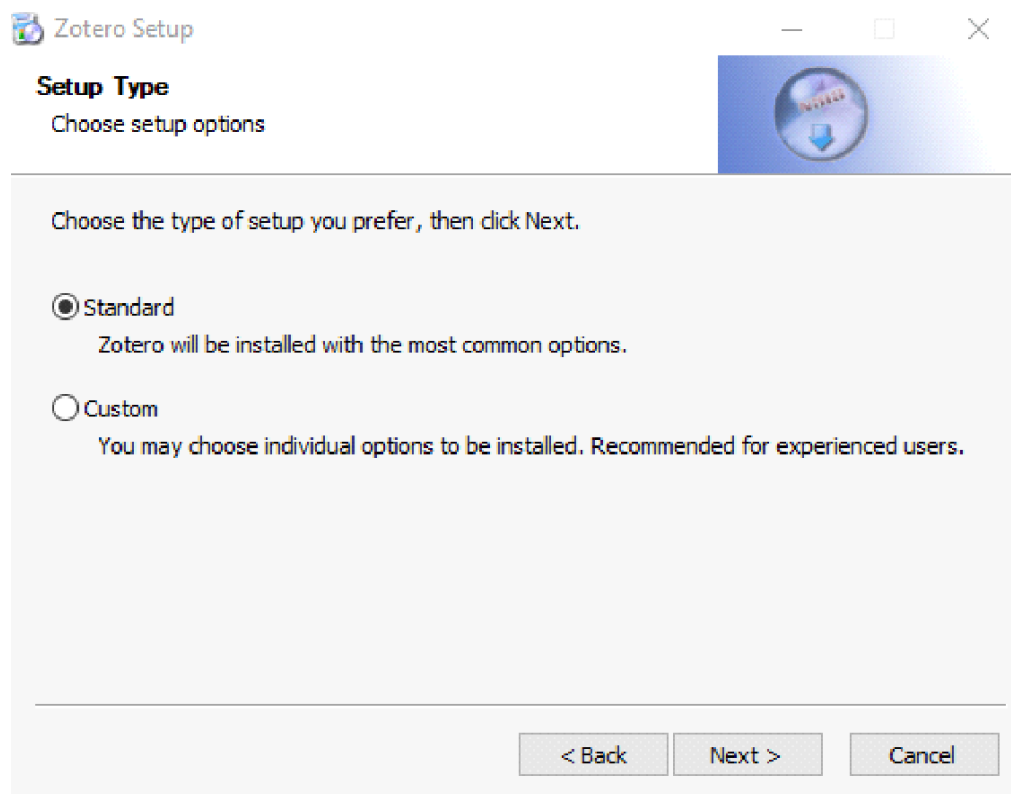 Zotero Setup
Setup Type
Choose setup options
Choose the type of setup you prefer, then click Next.
Standard
Zotero will be installed with the most common options.
Custom
You may choose individual options to be installed. Recommended for experienced users.
< Back
Next >
Cancel